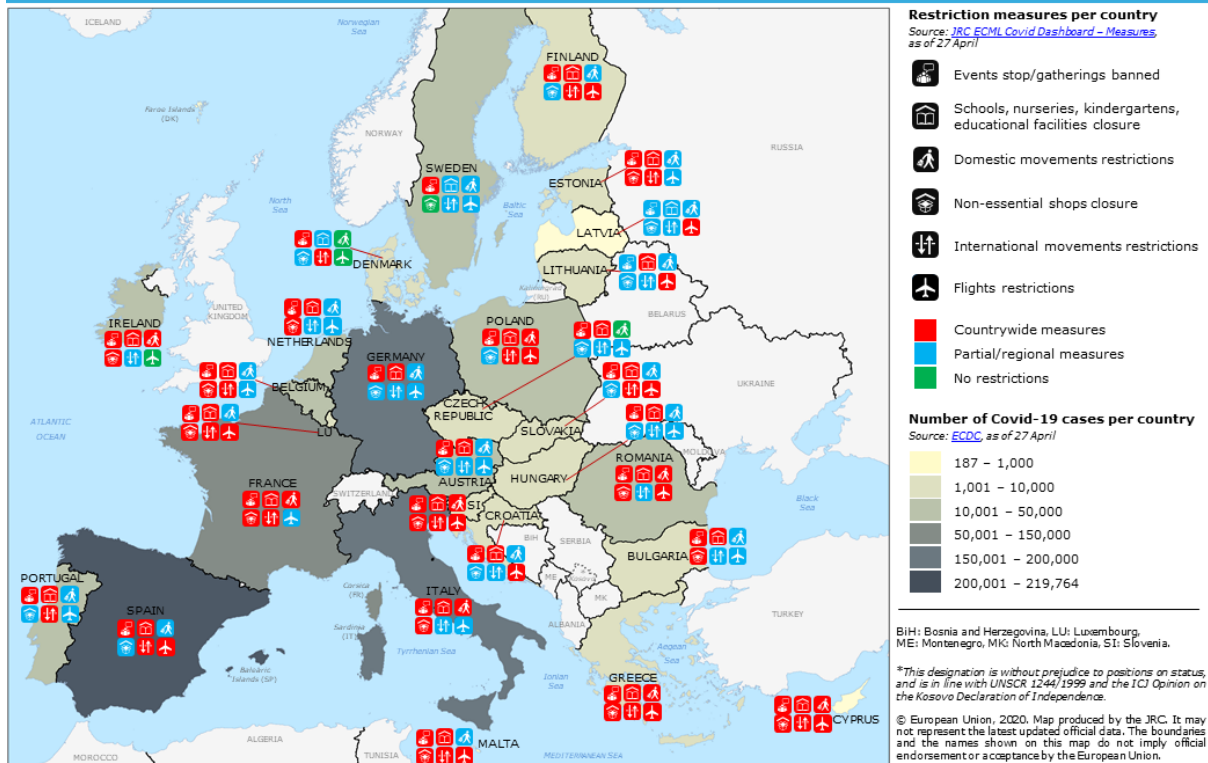 ICELAND
Norwegian
Sea
Faroe Islands
(DK)
NORWAY
FINLAND
RUSSIA
SWEDEN
ESTONIA
North
Sea
Baltic
Sea
LATVIA
DENMARK
LITHUANIA
Kaliningrad
(RU)
UNITED
KINGDOM
BELARUS
IRELAND
NETHERLANDS
POLAND
GERMANY
BELGIUM
UKRAINE
CZECH
REPUBLIC
ATLANTIC
OCEAN
LU
SLOVAKIA
MOLDOVA
AUSTRIA
HUNGARY
ROMANIA
FRANCE
SWITZERLAND
SI
CROATIA
Black
Sea
BiH
SERBIA
BULGARIA
PORTUGAL
Corsica
(FR)
ITALY
ME
Kosovo
MK
SPAIN
Sardinia
(IT)
ALBANIA
TURKEY
Tyrrhenian Sea
Balearic
Islands (SP)
Aegean
Sea
Ionian
Sea
GREECE
CYPRUS
MOROCCO
ALGERIA
TUNISIA
MALTA
MEDITERRANEAN SEA
Restriction measures per country
Source: JRC ECML Covid Dashboard – Measures,
as of 27 April
Events stop/gatherings banned
Schools, nurseries, kindergartens,
educational facilities closure
Domestic movements restrictions
Non-essential shops closure
International movements restrictions
Flights restrictions
Countrywide measures
Partial/regional measures
No restrictions
Number of Covid-19 cases per country
Source: ECDC, as of 27 April
187 – 1,000
1,001 – 10,000
10,001 – 50,000
50,001 – 150,000
150,001 – 200,000
200,001 – 219,764
BiH: Bosnia and Herzegovina, LU: Luxembourg,
ME: Montenegro, MK: North Macedonia, SI: Slovenia.
*This designation is without prejudice to positions on status,
and is in line with UNSCR 1244/1999 and the ICJ Opinion on
the Kosovo Declaration of Independence.
© European Union, 2020. Map produced by the JRC. It may
not represent the latest updated official data. The boundaries
and the names shown on this map do not imply official
endorsement or acceptance by the European Union.